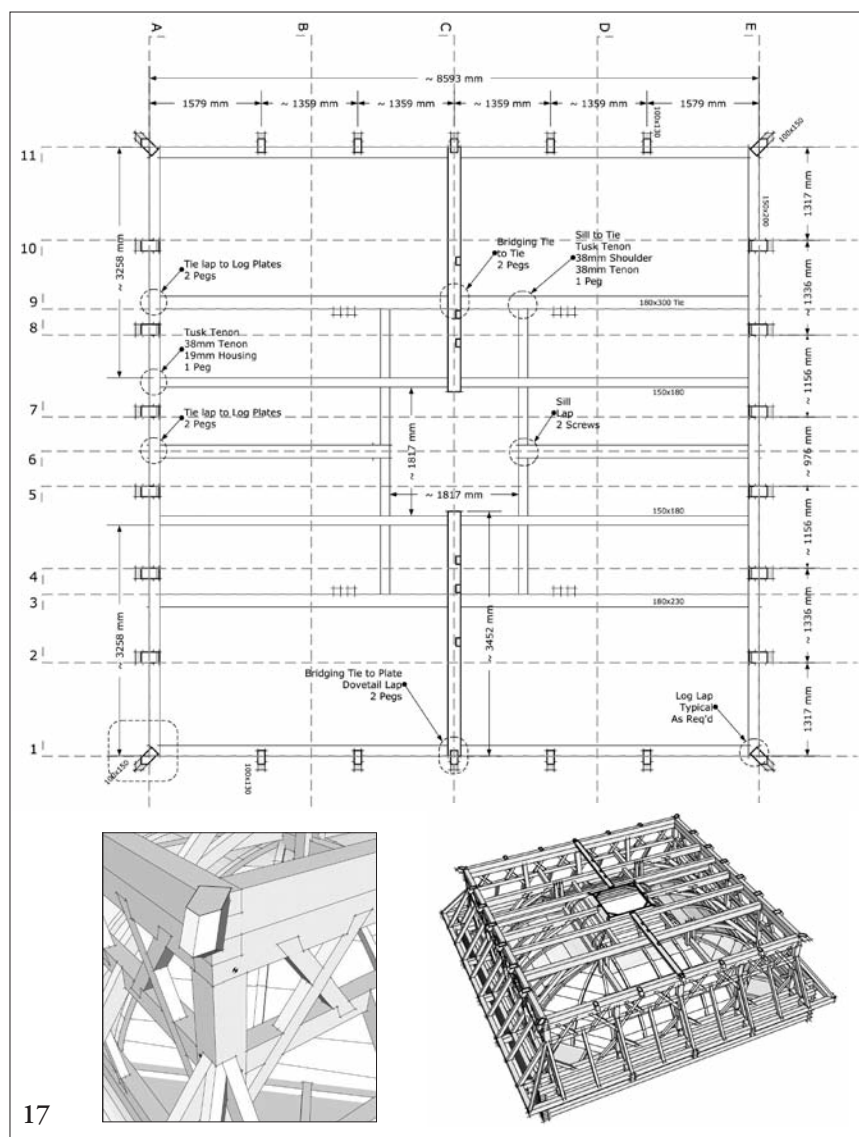 A
B
C
D
E
~ 8593 mm
1579 mm
~ 1359 mm
~ 1359 mm
~ 1359 mm
~ 1359 mm
1579 mm
100x130
100x150
11
10
9
8
7
6
5
4
3
2
1
~ 3258 mm
150x200
1317 mm
~ 1336 mm
~ 1156 mm
~ 976 mm
~ 1156 mm
~ 1336 mm
1317 mm
Tie lap to Log Plates
2 Pegs
Bridging Tie
to Tie
2 Pegs
Sill to Tie
Tusk Tenon
38mm Shoulder
38mm Tenon
1 Peg
180x300 Tie
Tusk Tenon
38mm Tenon
19mm Housing
1 Peg
150x180
Tie lap to Log Plates
2 Pegs
Sill
Lap
2 Screws
~ 1817 mm
~ 1817 mm
150x180
180x230
~ 3258 mm
~ 3452 mm
Bridging Tie to Plate
Dovetail Lap
2 Pegs
Log Lap
Typical
As Req'd
100x150
100x130
17